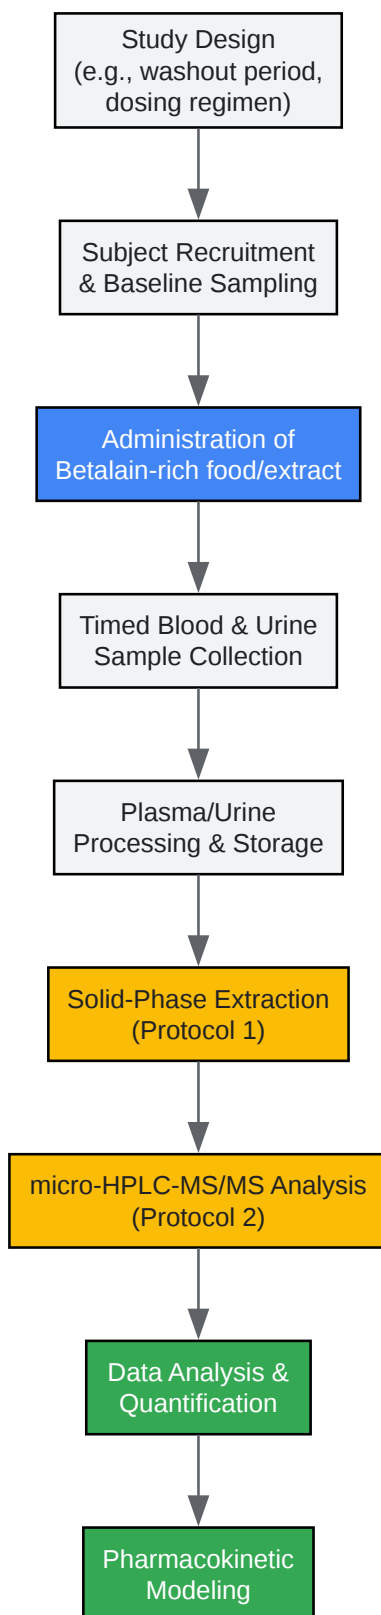 Study Design
(e.g., washout period,
dosing regimen)
Subject Recruitment
& Baseline Sampling
Administration of
Betalain-rich food/extract
Timed Blood & Urine
Sample Collection
Plasma/Urine
Processing & Storage
Solid-Phase Extraction
(Protocol 1)
micro-HPLC-MS/MS Analysis
(Protocol 2)
Data Analysis &
Quantification
Pharmacokinetic
Modeling